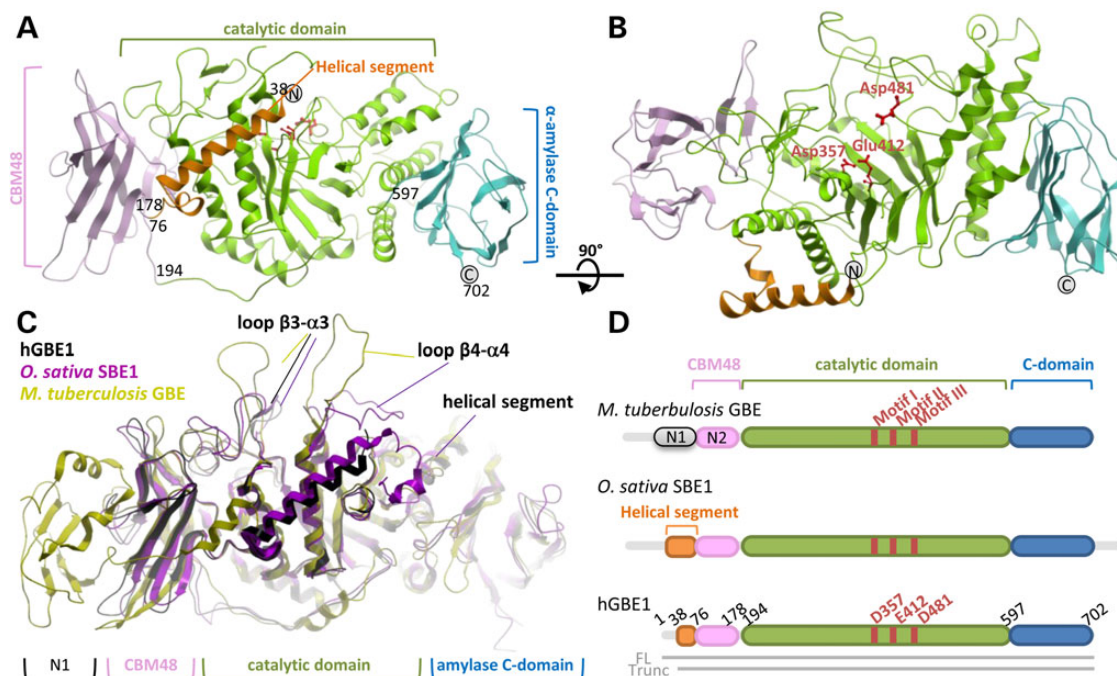 A
catalytic domain
Helical segment
38
N
CBM48
178
76
194
597
α-amylase C-domain
C
702
90°
B
Asp481
Asp357
Glu412
N
C
C
hGBE1
O. sativa SBE1
M. tuberculosis GBE
loop β3-α3
loop β4-α4
helical segment
N1
CBM48
catalytic domain
amylase C-domain
D
CBM48
catalytic domain
C-domain
M. tuberbulosis GBE
Motif I
Motif II
Motif III
N1
N2
O. sativa SBE1
Helical segment
hGBE1
1
38
76
178
194
D357
E412
D481
597
702
FL
Trunc